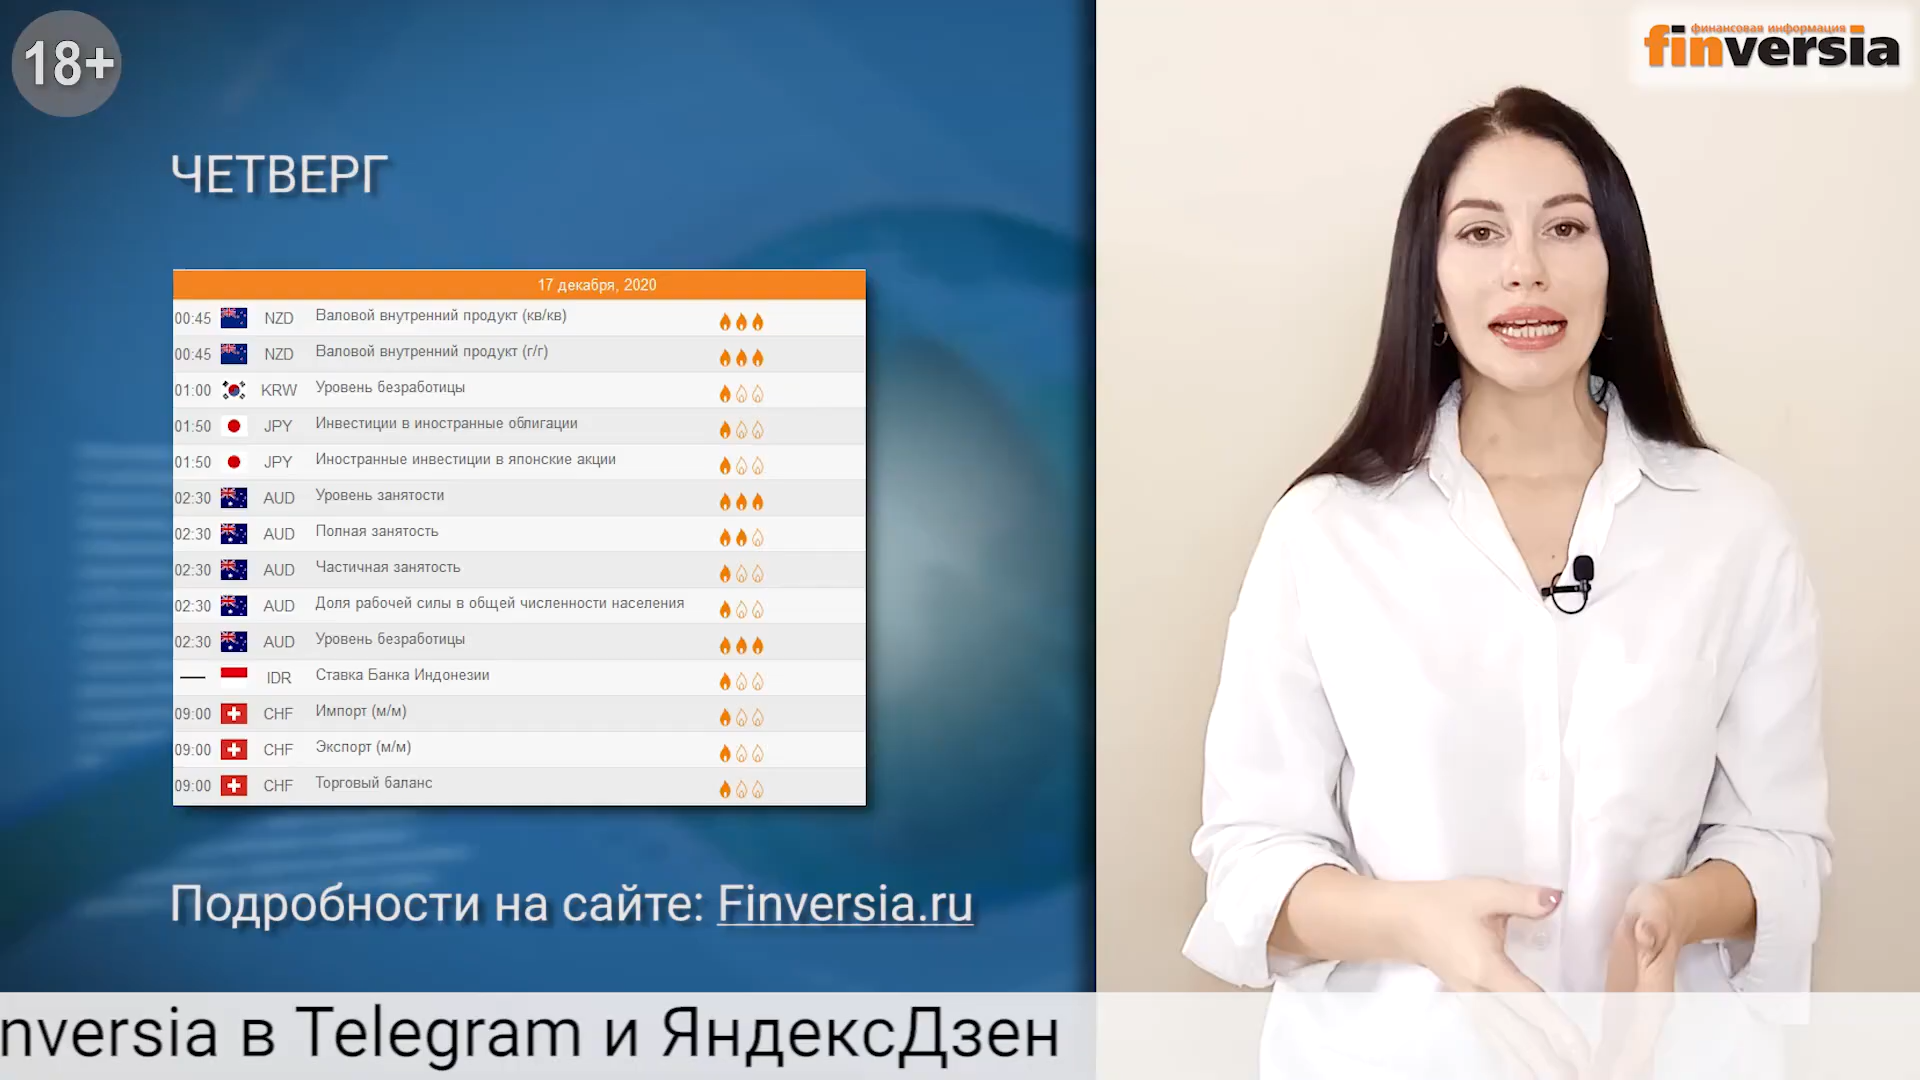 18+
финансовая информация
finversia
ЧЕТВЕРГ
17 декабря, 2020
00:45 NZD Валовой внутренний продукт (кв/кв)
00:45 NZD Валовой внутренний продукт (г/г)
01:00 KRW Уровень безработицы
01:50 JPY Инвестиции в иностранные облигации
01:50 JPY Иностранные инвестиции в японские акции
02:30 AUD Уровень занятости
02:30 AUD Полная занятость
02:30 AUD Частичная занятость
02:30 AUD Доля рабочей силы в общей численности населения
02:30 AUD Уровень безработицы
— IDR Ставка Банка Индонезии
09:00 CHF Импорт (м/м)
09:00 CHF Экспорт (м/м)
09:00 CHF Торговый баланс
Подробности на сайте: Finversia.ru
nversia в Telegram и ЯндексДзен